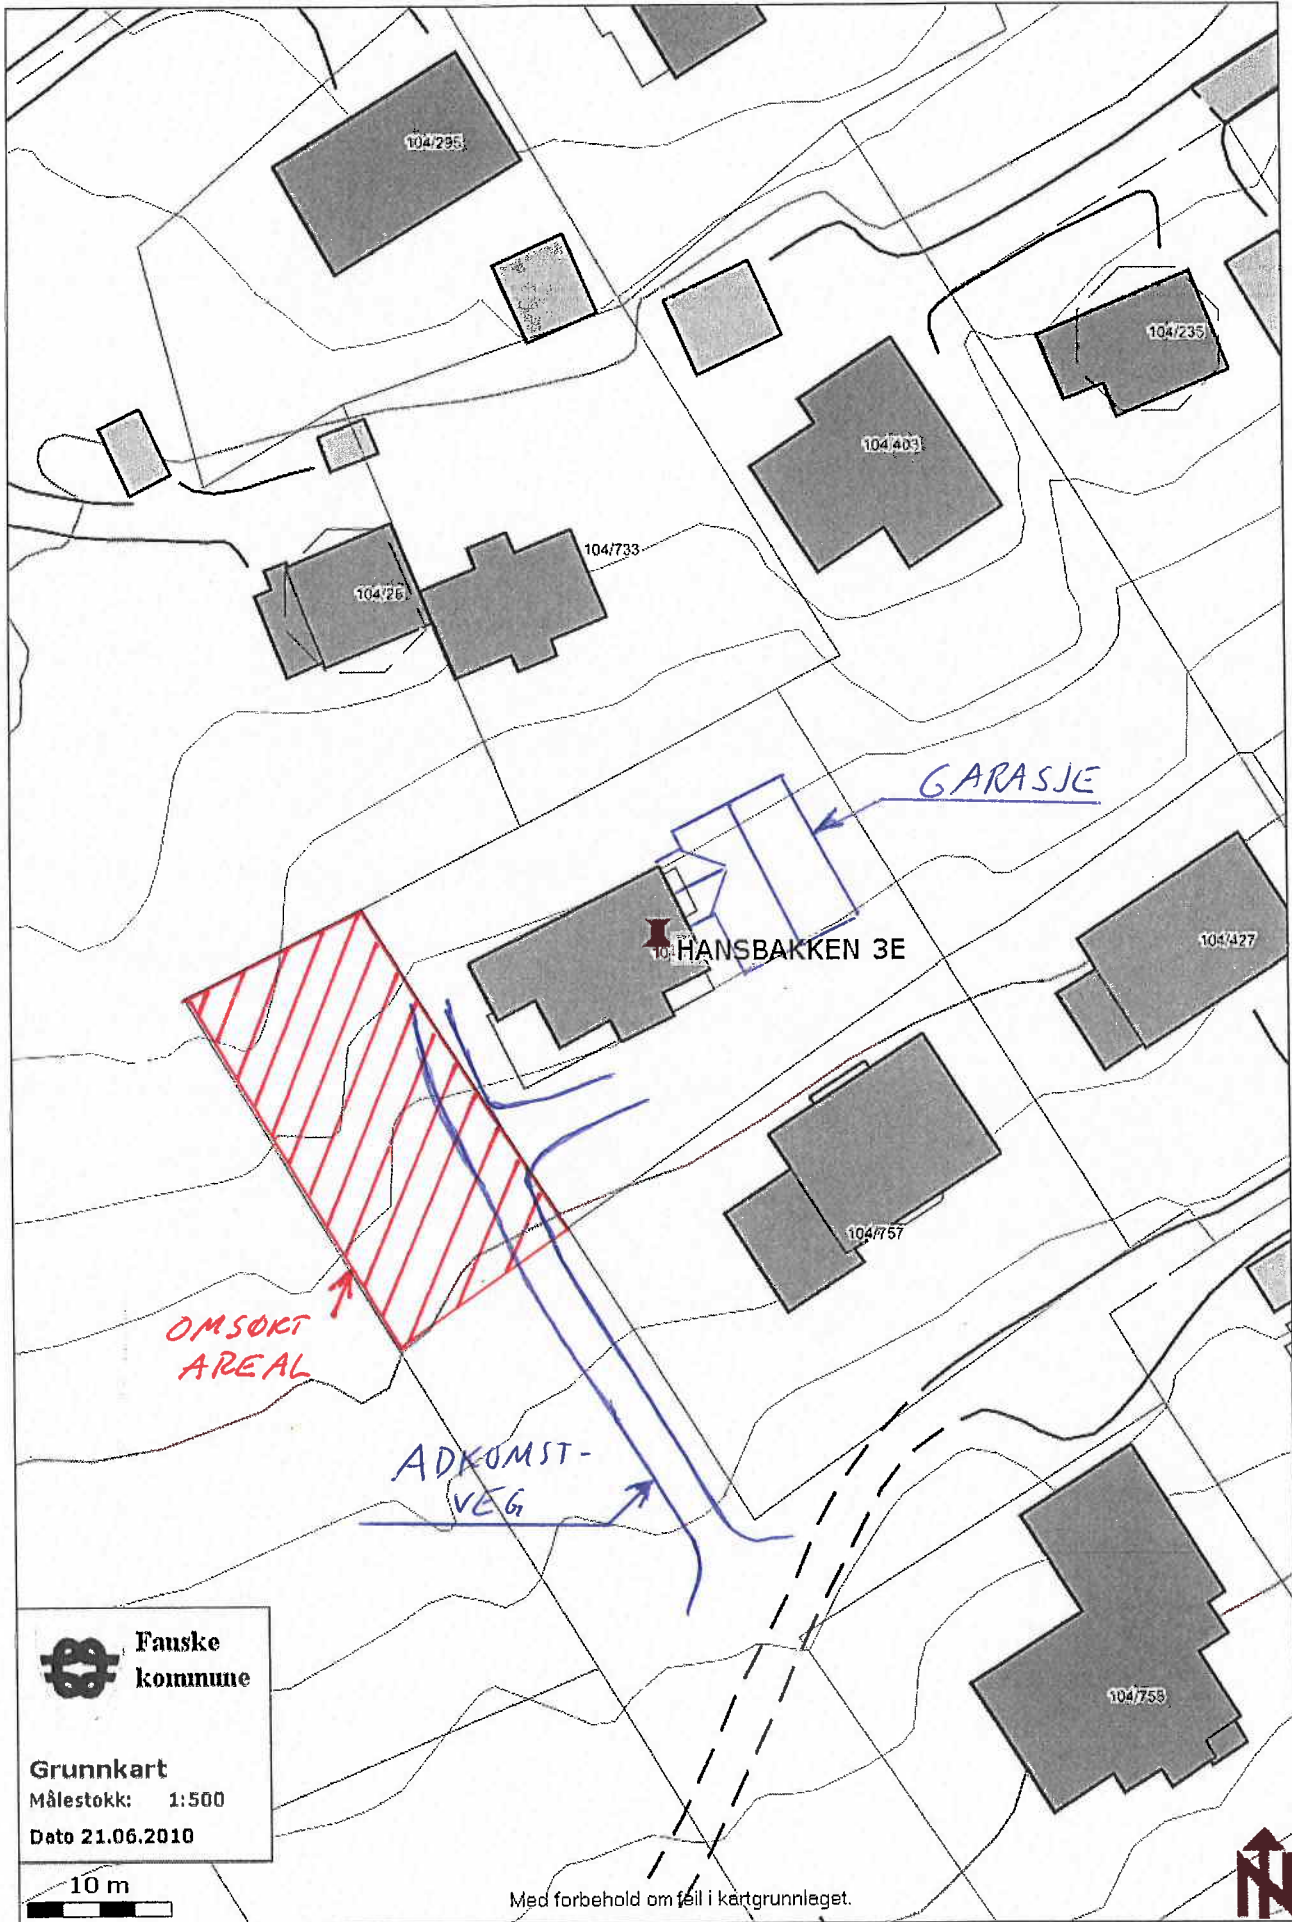 104/295
104/235
104/403
104/733
104/26
GARASJE
HANSBAKKEN 3E
104/427
104/757
OMSØKT
AREAL
ADKOMST-
VEG
Fauske
kommune
104/758
Grunnkart
Målestokk: 1:500
Dato 21.06.2010
10 m
Med forbehold om feil i kartgrunnlaget.
N